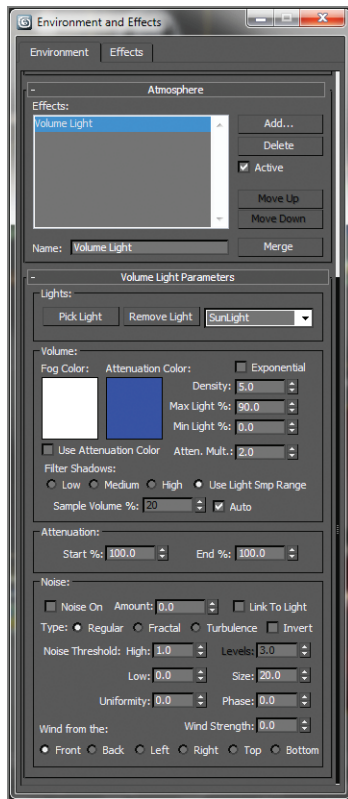 Environment and Effects
Environment Effects
- Atmosphere
Effects:
Volume Light
Add...
Delete
Active
Move Up
Move Down
Name: Volume Light Merge
- Volume Light Parameters
Lights:
Pick Light Remove Light SunLight
Volume:
Fog Color: Attenuation Color: Exponential
Density: 5.0
Max Light %: 90.0
Min Light %: 0.0
Use Attenuation Color Atten. Mult.: 2.0
Filter Shadows:
Low Medium High Use Light Smp Range
Sample Volume %: 20 Auto
Attenuation:
Start %: 100.0 End %: 100.0
Noise:
Noise On Amount: 0.0 Link To Light
Type: Regular Fractal Turbulence Invert
Noise Threshold: High: 1.0 Levels: 3.0
Low: 0.0 Size: 20.0
Uniformity: 0.0 Phase: 0.0
Wind from the: Wind Strength: 0.0
Front Back Left Right Top Bottom